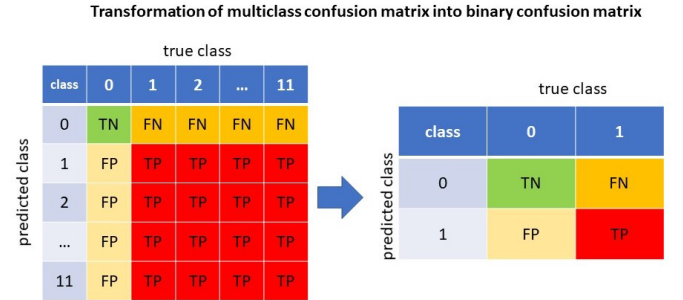 Transformation of multiclass confusion matrix into binary confusion matrix
true class
predicted class
class 0 1 2 ... 11
0 TN FN FN FN FN
1 FP TP TP TP TP
2 FP TP TP TP TP
... FP TP TP TP TP
11 FP TP TP TP TP
true class
predicted class
class 0 1
0 TN FN
1 FP TP